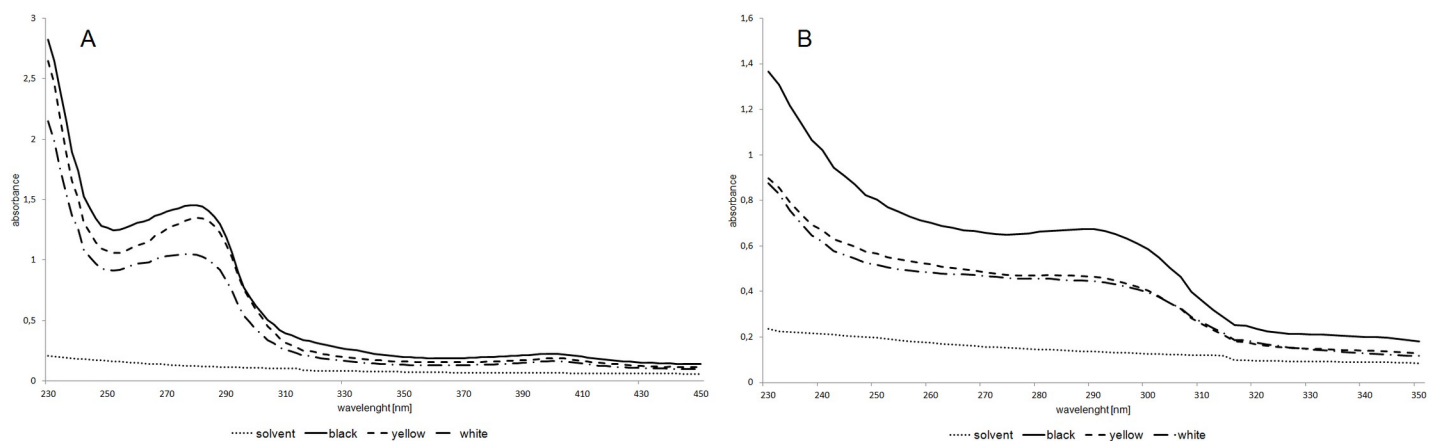 A
3
2,5
2
1,5
1
0,5
0
absorbance
230 250 270 290 310 330 350 370 390 410 430 450
wavelenght [nm]
solvent black yellow white
B
1,6
1,4
1,2
1
0,8
0,6
0,4
0,2
0
absorbance
230 240 250 260 270 280 290 300 310 320 330 340 350
wavelenght [nm]
solvent black yellow white